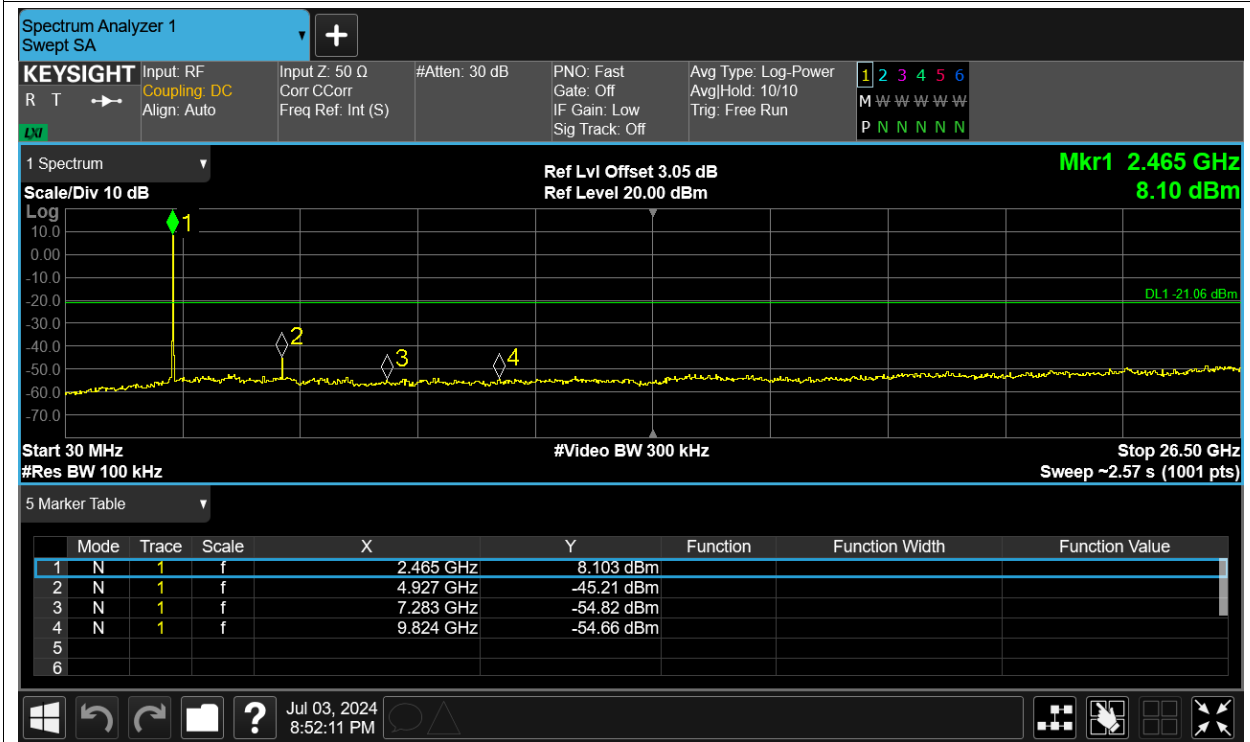 Spectrum Analyzer 1
Swept SA
KEYSIGHT Input: RF Input Z: 50 Ω #Atten: 30 dB PNO: Fast Avg Type: Log-Power 1 2 3 4 5 6
R T Coupling: DC Corr CCorr Gate: Off Avg|Hold: 10/10 M W W W W W W
Align: Auto Freq Ref: Int (S) IF Gain: Low Trig: Free Run
LXI Sig Track: Off P N N N N N N
1 Spectrum Ref Lvl Offset 3.05 dB Mkr1 2.465 GHz
Scale/Div 10 dB Ref Level 20.00 dBm 8.10 dBm
Log
1
10.0
0.00
-10.0
DL1 -21.06 dBm
-20.0
-30.0
2
-40.0
3 4
-50.0
-60.0
-70.0
Start 30 MHz #Video BW 300 kHz Stop 26.50 GHz
#Res BW 100 kHz Sweep ~2.57 s (1001 pts)
5 Marker Table
Mode Trace Scale X Y Function Function Width Function Value
1 N 1 f 2.465 GHz 8.103 dBm
2 N 1 f 4.927 GHz -45.21 dBm
3 N 1 f 7.283 GHz -54.82 dBm
4 N 1 f 9.824 GHz -54.66 dBm
5
6
? Jul 03, 2024
8:52:11 PM